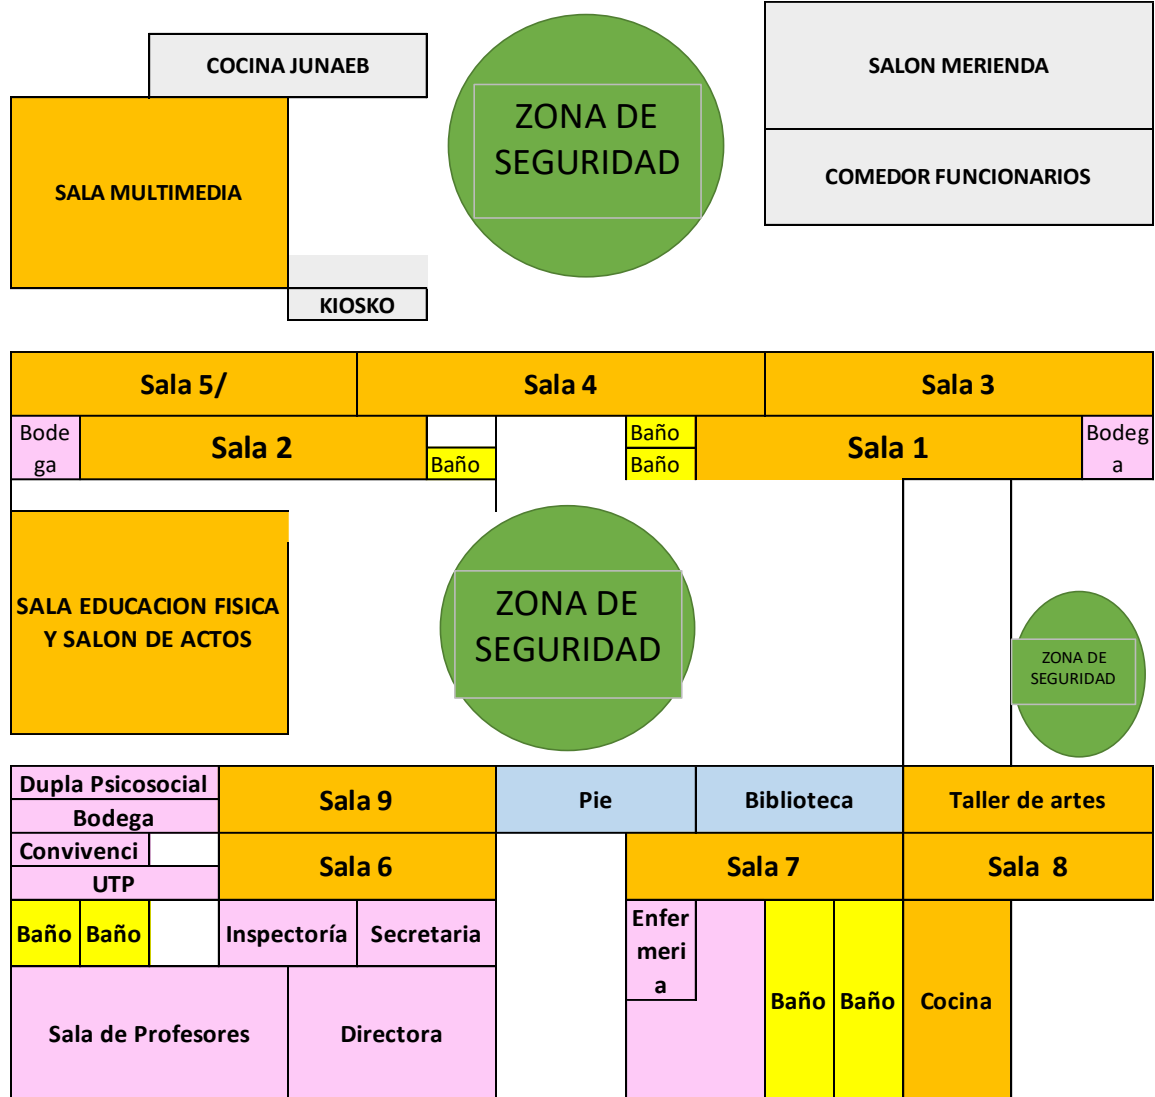 COCINA JUNAEB
ZONA DE
SEGURIDAD
SALON MERIENDA
SALA MULTIMEDIA
COMEDOR FUNCIONARIOS
KIOSKO
Sala 5/
Sala 4
Sala 3
Bode
ga
Sala 2
Baño
Baño
Baño
Sala 1
Bodeg
a
SALA EDUCACION FISICA
Y SALON DE ACTOS
ZONA DE
SEGURIDAD
ZONA DE
SEGURIDAD
Dupla Psicosocial
Bodega
Sala 9
Pie
Biblioteca
Taller de artes
Convivenci
UTP
Sala 6
Sala 7
Sala 8
Baño
Baño
Inspectoría
Secretaria
Enfer
meri
a
Sala de Profesores
Directora
Baño
Baño
Cocina